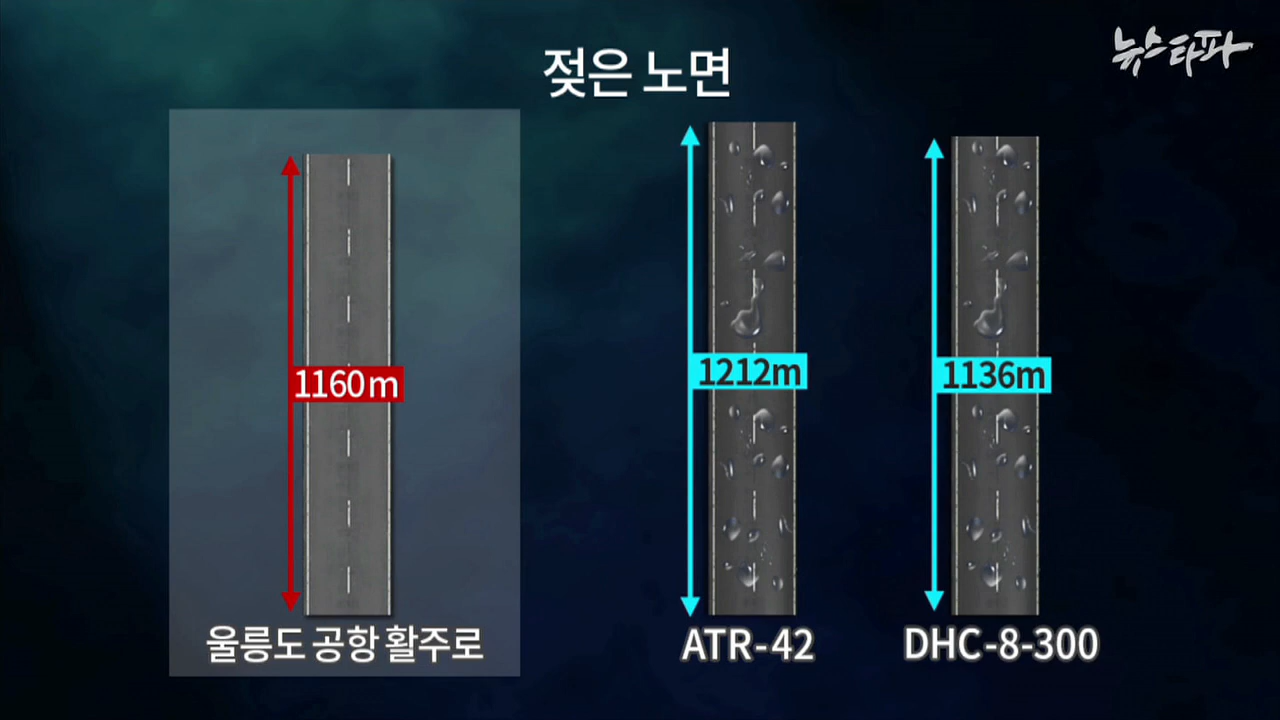 뉴스타파
젖은 노면
1160m
1212m
1136m
울릉도 공항 활주로
ATR-42
DHC-8-300